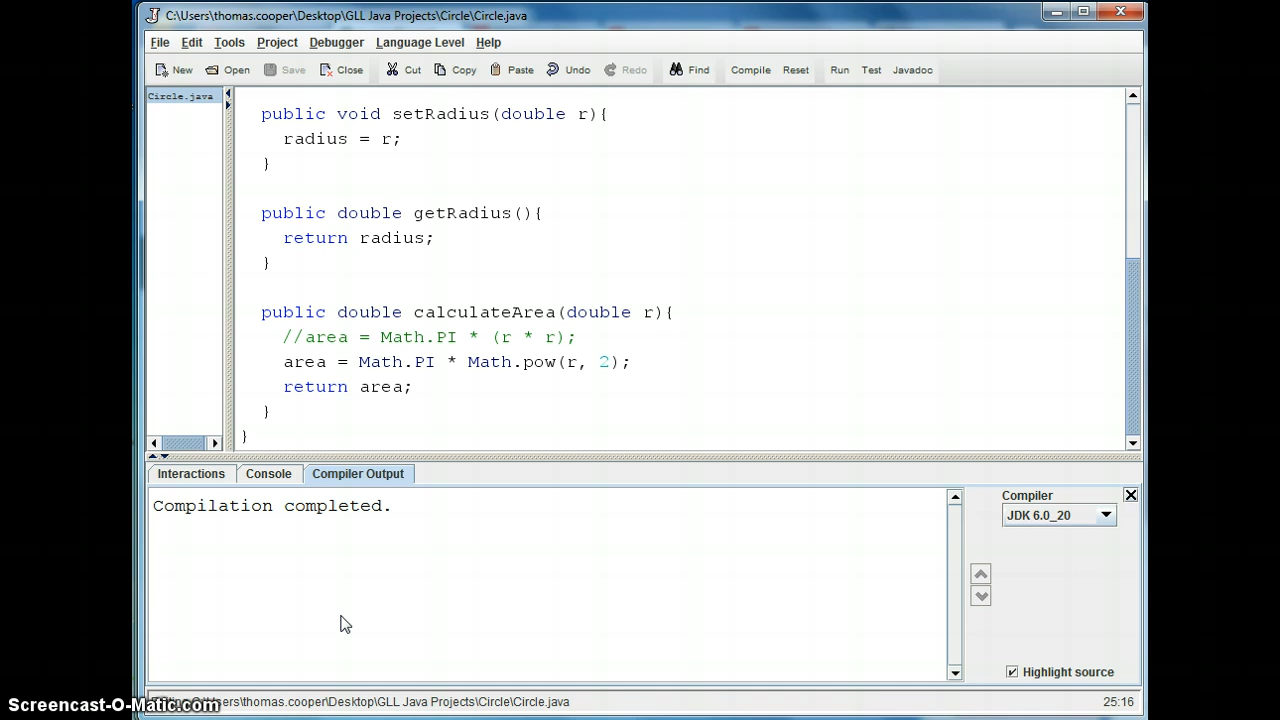 C:\Users\thomas.cooper\Desktop\GLL Java Projects\Circle\Circle.java
File Edit Tools Project Debugger Language Level Help
New Open Save Close Cut Copy Paste Undo Redo Find Compile Reset Run Test Javadoc
Circle.java
public void setRadius(double r){
radius = r;
}
public double getRadius(){
return radius;
}
public double calculateArea(double r){
//area = Math.PI * (r * r);
area = Math.PI * Math.pow(r, 2);
return area;
}
}
Interactions Console Compiler Output
Compilation completed.
Compiler
JDK 6.0_20
Highlight source
Screencast-O-Matic.com
\thomas.cooper\Desktop\GLL Java Projects\Circle\Circle.java
25:16